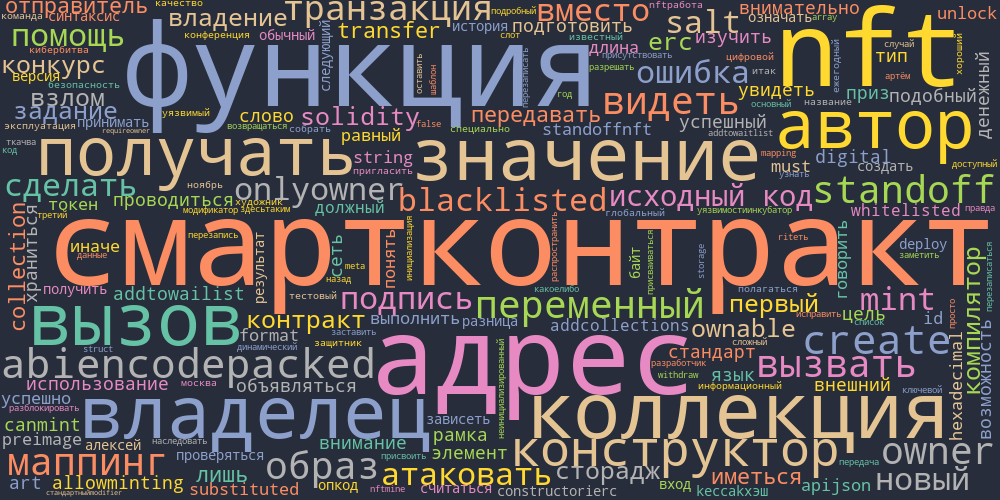 отправитель
команда
синтаксис
качество
владение
конференция
обычный
транзакция
подробный
transfer
история
подготовить
слот
вместо
nftработа
salt
означать
array
внимательно
unlock
помощь
кибербитва
конкурс
версия
безопасность
взлом
задание
следующий
функция
оставить
шаблон
перезаписать
известный
длина
erc
изучить
присутствовать
разрешать
цифровой
ошибка
итак
ежегодный
nft
случай
тип
артём
хороший
денежный
эксплуатация
принимать
requireowner
уязвимый
слово
возвращаться
собрать
solidity
false
равный
специально
год
передавать
standoffnft
видеть
увидеть
основный
приз
подобный
название
успешный
addtowaitlist
автор
ткачва
код
получать
string
пригласить
значение
mapping
must
узнать
digital
создать
доступный
сделать
токен
ноябрь
проводиться
художник
модификатор
здесьтаким
onlyowner
должный
blacklisted
исходный код
глобальный
уязвимостиинкубатор
standoff
whitelisted
правда
collection
третий
храниться
иначе
данные
перезапись
смартконтракт
результат
сеть
meta
назад
понять
инициализация
распространить
байт
присваиваться
storage
riteть
говорить
deploy
заметить
получить
addtowailist
тестовый
подпись
какоелибо
переменный
полагаться
первый
исправить
цель
список
mint
id
просто
компилятор
перезаписаться
вызов
format
struct
динамический
контракт
заставить
защитник
выполнить
разница
addcollections
ownable
сложный
create
возможность
hexadecimal
abiencodepacked
адрес
неинициализированный
стандарт
разработчик
withdraw
язык
информационный
вызвать
внешний
ключевой
использование
москва
объявляться
успешно
разблокировать
canmint
preimage
владелец
алексей
наследовать
проверяться
зависеть
рамка
внимание
присвоить
элемент
коллекция
конструктор
передача
owner
маппинг
art
allowminting
стандартныйmodifier
лишь
substituted
образ
опкод
nftmine
атаковать
считаться
constructorerc
сторадж
вход
кессакхэш
иметься
apijson
новый